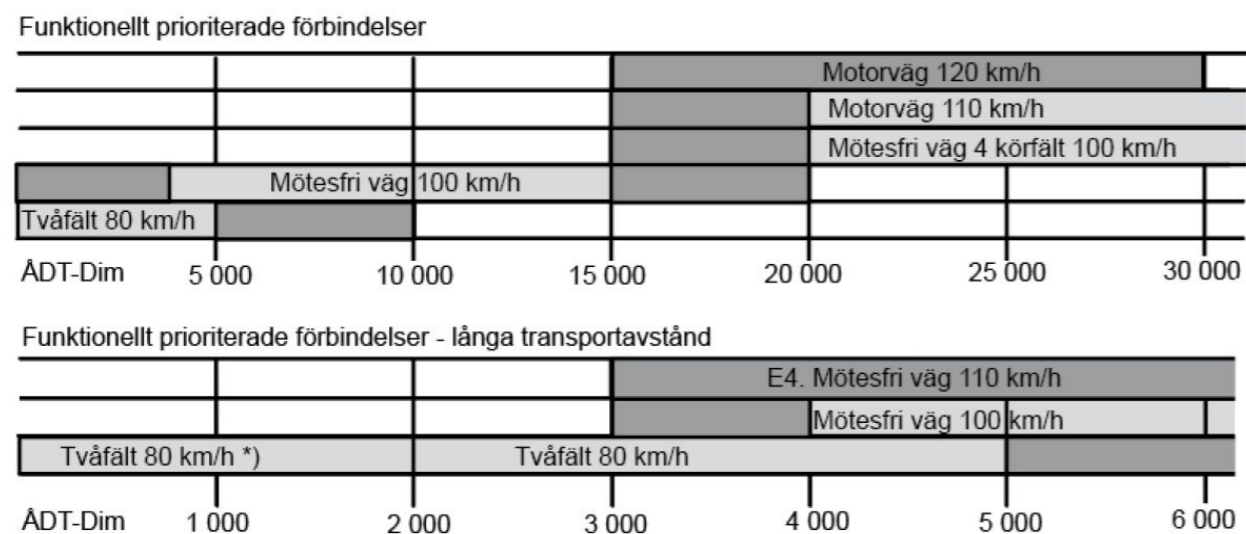 Funktionellt prioriterade förbindelser
Motorväg 120 km/h
Motorväg 110 km/h
Mötesfri väg 4 körfält 100 km/h
Mötesfri väg 100 km/h
Tvåfält 80 km/h
ÅDT-Dim 5 000 10 000 15 000 20 000 25 000 30 000
Funktionellt prioriterade förbindelser - långa transportavstånd
E4. Mötesfri väg 110 km/h
Mötesfri väg 100 km/h
Tvåfält 80 km/h *) Tvåfält 80 km/h
ÅDT-Dim 1 000 2 000 3 000 4 000 5 000 6 000